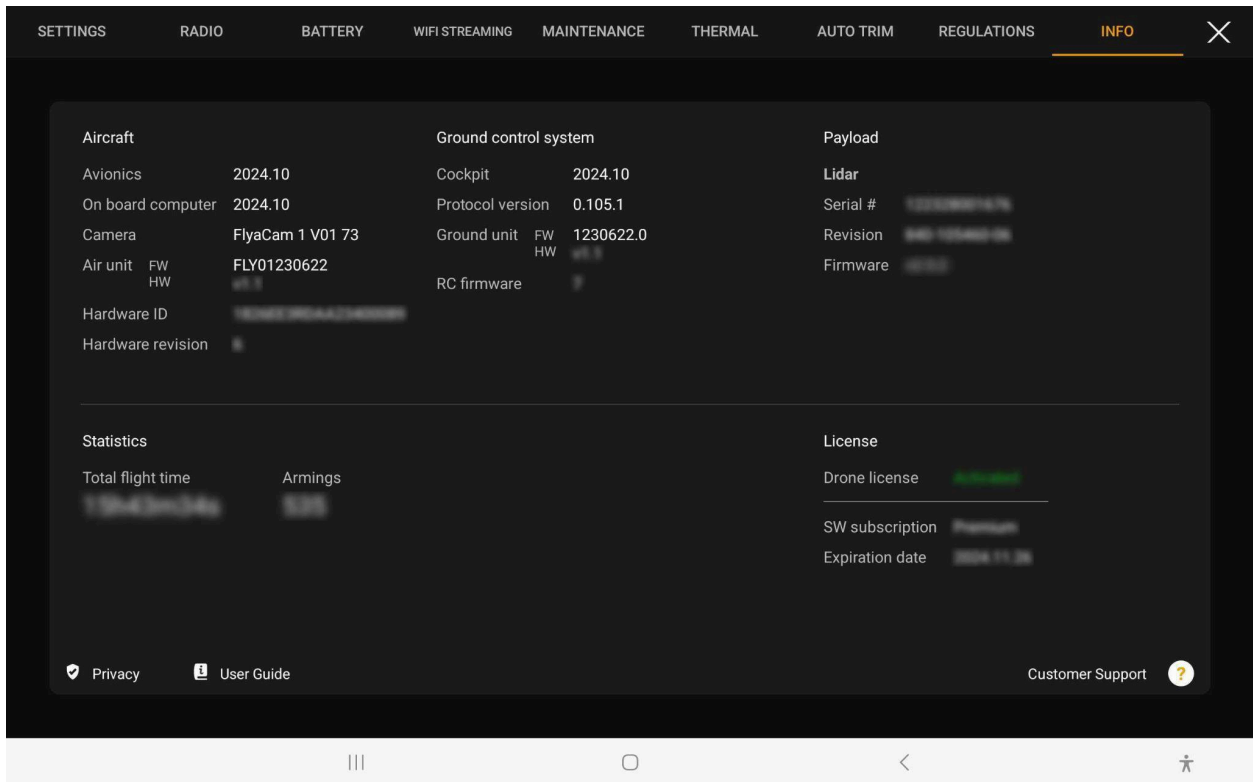 SETTINGS RADIO BATTERY WIFI STREAMING MAINTENANCE THERMAL AUTO TRIM REGULATIONS INFO
Aircraft
Avionics 2024.10
On board computer 2024.10
Camera FlyaCam 1 V01 73
Air unit FW FLY01230622
HW
Hardware ID
Hardware revision
Ground control system
Cockpit 2024.10
Protocol version 0.105.1
Ground unit FW 1230622.0
HW
RC firmware
Payload
Lidar
Serial #
Revision
Firmware
Statistics
Total flight time Armings
License
Drone license
SW subscription
Expiration date
Privacy User Guide Customer Support ?